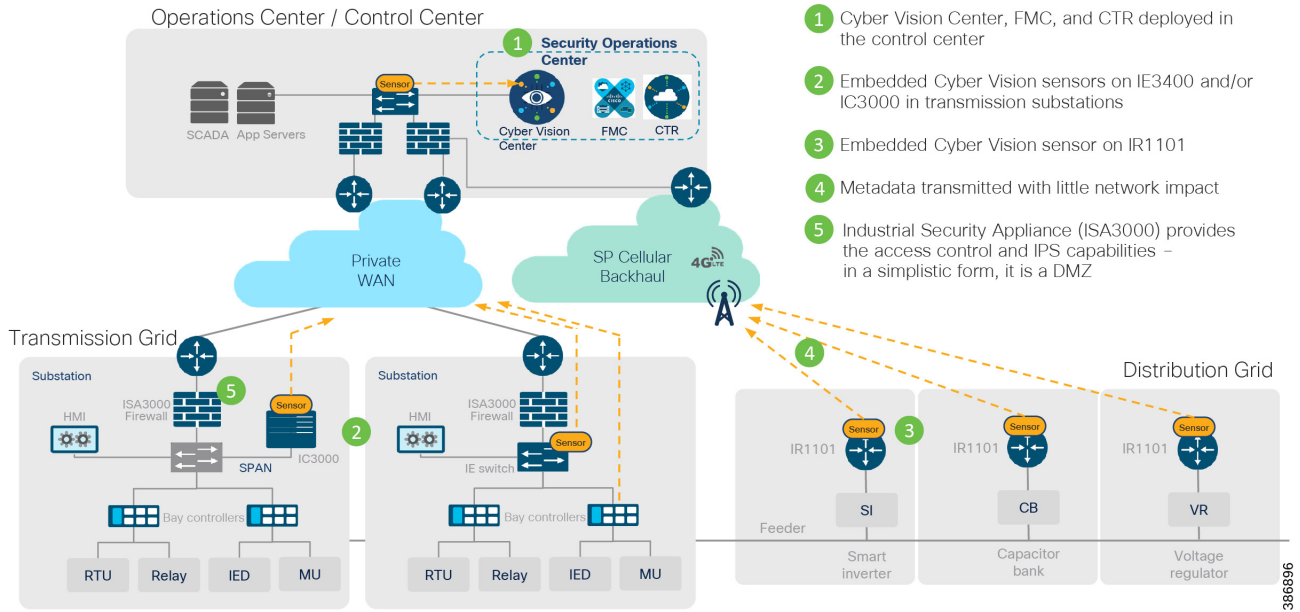 Operations Center / Control Center
1 Security Operations
Center
Sensor
SCADA App Servers
Cyber Vision
Center
CISCO
FMC
CTR
1 Cyber Vision Center, FMC, and CTR deployed in
the control center
2 Embedded Cyber Vision sensors on IE3400 and/or
IC3000 in transmission substations
3 Embedded Cyber Vision sensor on IR1101
4 Metadata transmitted with little network impact
5 Industrial Security Appliance (ISA3000) provides
the access control and IPS capabilities –
in a simplistic form, it is a DMZ
Private
WAN
SP Cellular
Backhaul
4G LTE
Transmission Grid
Substation
ISA3000
Firewall
5
HMI
Sensor
IC3000
SPAN
2
Bay controllers
RTU
Relay
IED
MU
Substation
ISA3000
Firewall
HMI
Sensor
IE switch
Bay controllers
RTU
Relay
IED
MU
4
Distribution Grid
Sensor
3
IR1101
SI
Smart
inverter
Sensor
IR1101
CB
Capacitor
bank
Sensor
IR1101
VR
Voltage
regulator
Feeder
386896